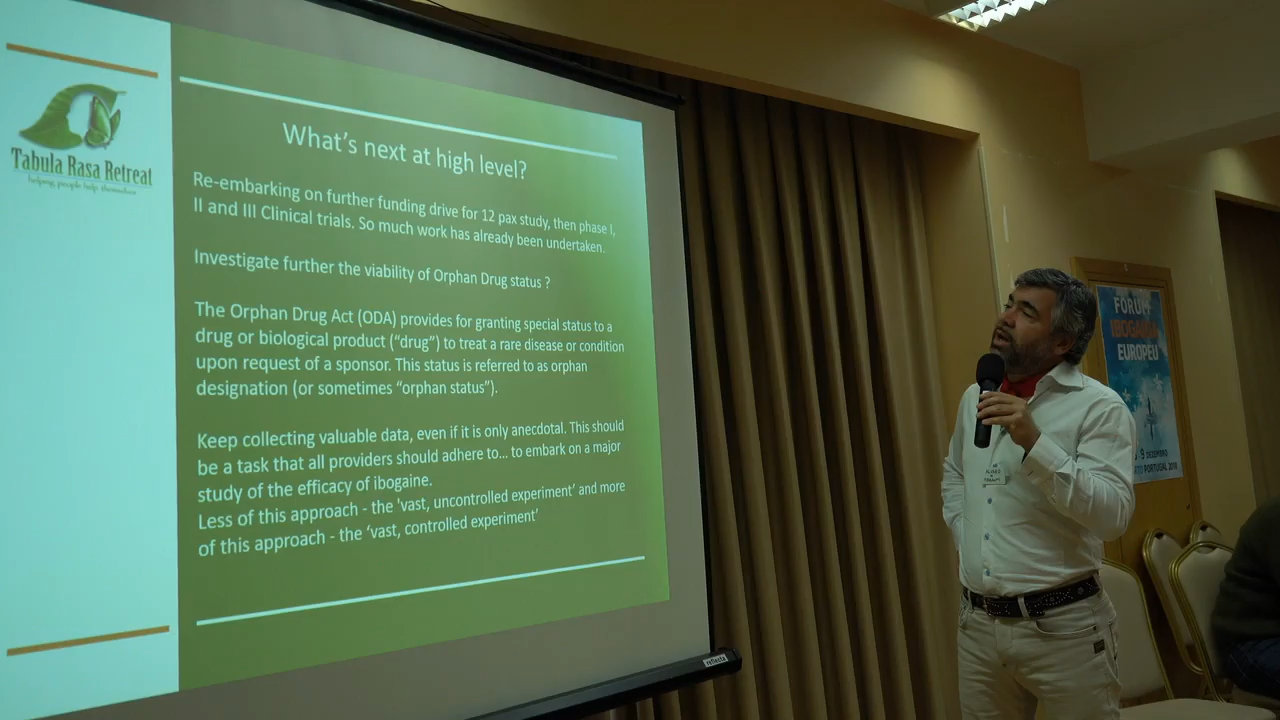 Tabula Rasa Retreat
helping people help themselves
What's next at high level?
Re-embarking on further funding drive for 12 pax study, then phase I,
II and III Clinical trials. So much work has already been undertaken.
Investigate further the viability of Orphan Drug status ?
The Orphan Drug Act (ODA) provides for granting special status to a
drug or biological product (“drug”) to treat a rare disease or condition
upon request of a sponsor. This status is referred to as orphan
designation (or sometimes “orphan status”).
Keep collecting valuable data, even if it is only anecdotal. This should
be a task that all providers should adhere to... to embark on a major
study of the efficacy of ibogaine.
Less of this approach - the ‘vast, uncontrolled experiment’ and more
of this approach - the ‘vast, controlled experiment’
reflecta
FORUM
IBOGAINA
EUROPEU
9 DEZEMBRO
PORTUGAL